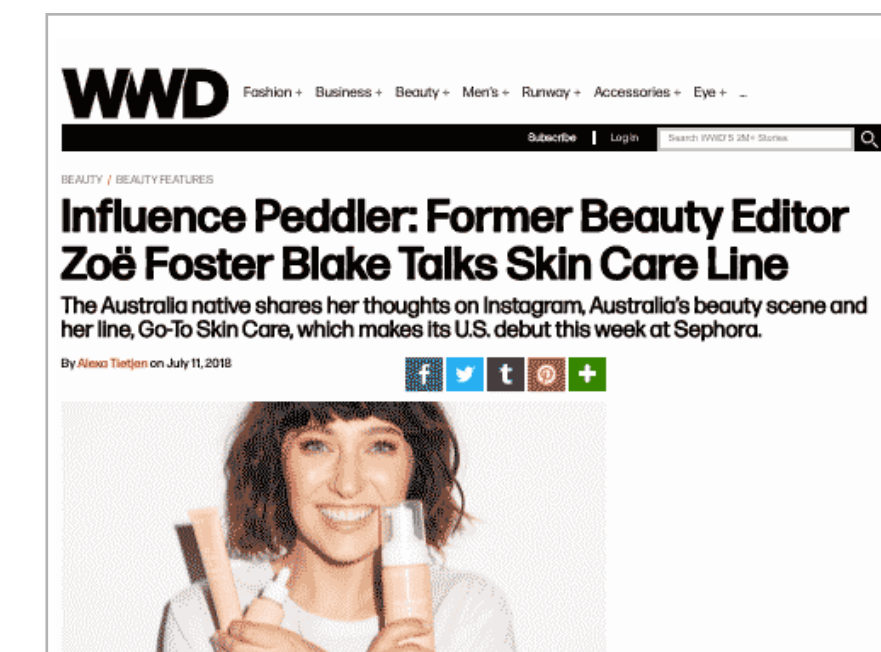 WWD
Fashion + Business + Beauty + Men's + Runway + Accessories + Eye + ...
Subscribe | Log In Search WWD'S 2M+ Stories
BEAUTY / BEAUTY FEATURES
Influence Peddler: Former Beauty Editor
Zoë Foster Blake Talks Skin Care Line
The Australia native shares her thoughts on Instagram, Australia's beauty scene and
her line, Go-To Skin Care, which makes its U.S. debut this week at Sephora.
By Alexa Tietjen on July 11, 2018